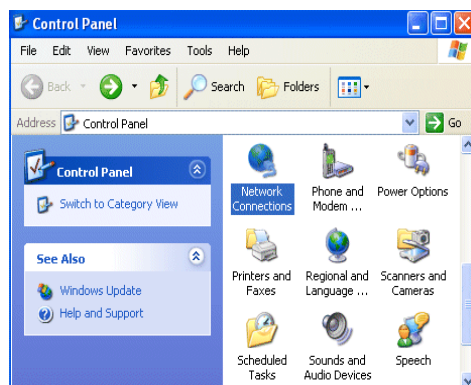 Control Panel
File Edit View Favorites Tools Help
Back Search Folders
Address Control Panel Go
Control Panel
Switch to Category View
See Also
Windows Update
Help and Support
Network Connections
Phone and Modem ...
Power Options
Printers and Faxes
Regional and Language ...
Scanners and Cameras
Scheduled Tasks
Sounds and Audio Devices
Speech